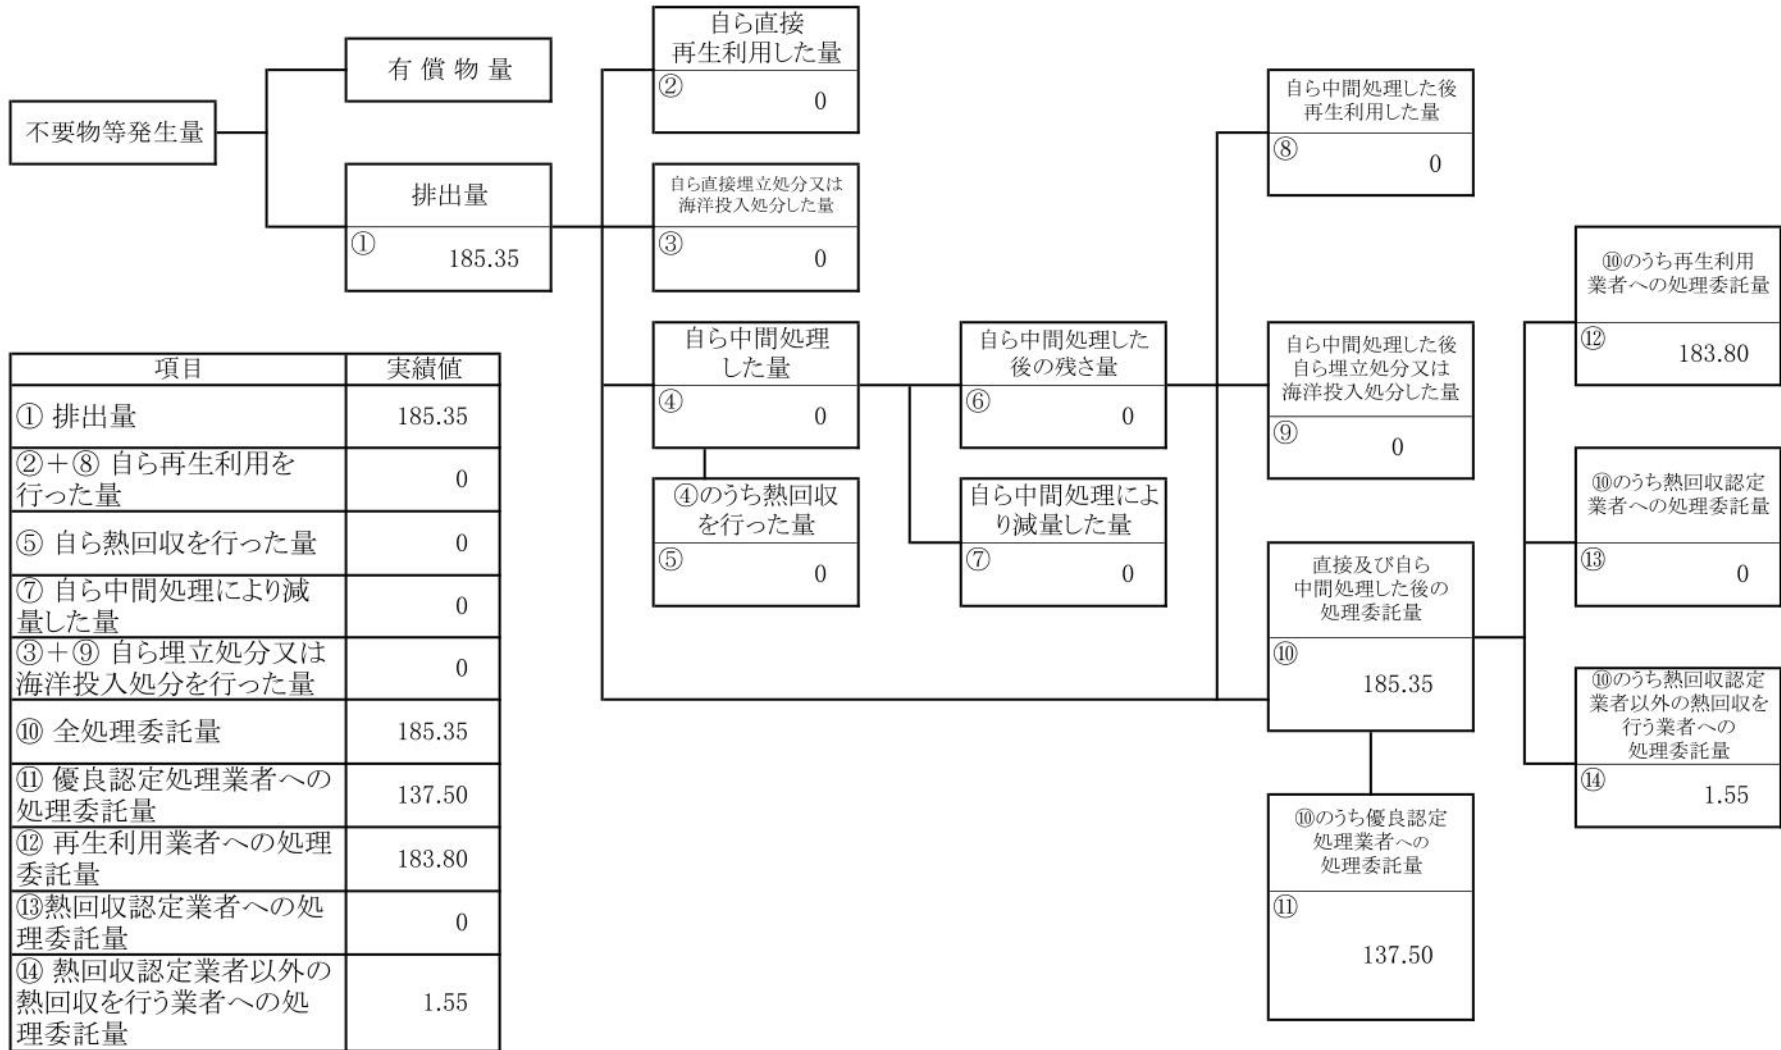 不要物等発生量
有償物量
排出量
①
185.35
自ら直接
再生利用した量
②
0
自ら直接埋立処分又は
海洋投入処分した量
③
0
自ら中間処理
した量
④
0
④のうち熱回収
を行った量
⑤
0
自ら中間処理した
後の残さ量
⑥
0
自ら中間処理によ
り減量した量
⑦
0
自ら中間処理した後
再生利用した量
⑧
0
自ら中間処理した後
自ら埋立処分又は
海洋投入処分した量
⑨
0
直接及び自ら
中間処理した後の
処理委託量
⑩
185.35
⑩のうち優良認定
処理業者への
処理委託量
⑪
137.50
⑩のうち再生利用
業者への処理委託量
⑫
183.80
⑩のうち熱回収認定
業者への処理委託量
⑬
0
⑩のうち熱回収認定
業者以外の熱回収を
行う業者への
処理委託量
⑭
1.55
項目 実績値
① 排出量 185.35
②＋⑧ 自ら再生利用を
行った量 0
⑤ 自ら熱回収を行った量 0
⑦ 自ら中間処理により減
量した量 0
③＋⑨ 自ら埋立処分又は
海洋投入処分を行った量 0
⑩ 全処理委託量 185.35
⑪ 優良認定処理業者への
処理委託量 137.50
⑫ 再生利用業者への処理
委託量 183.80
⑬熱回収認定業者への処
理委託量 0
⑭ 熱回収認定業者以外の
熱回収を行う業者への処
理委託量 1.55